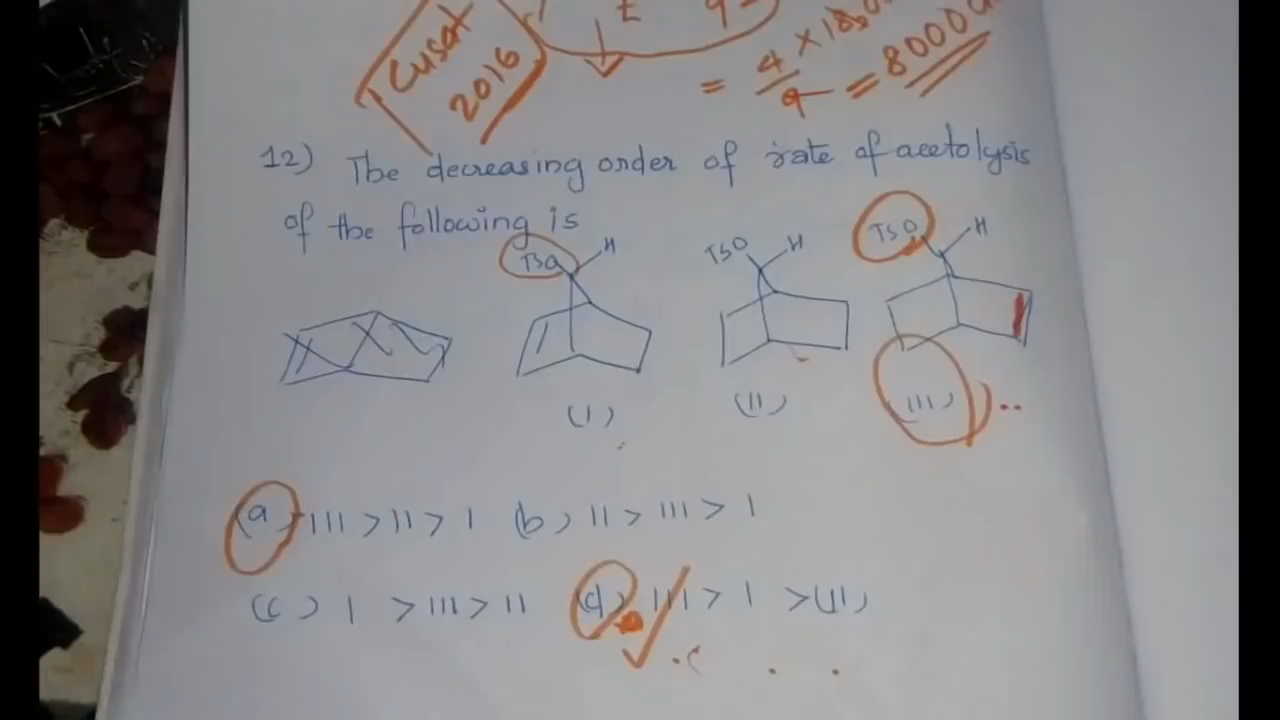 Cusat
2016
= 4/9 × 18,0
= 8000
12) The decreasing order of rate of acetolysis
of the following is
TSO H TSO H TSO H
(I) (II) (III)
(a) III > II > I (b) II > III > I
(c) I > III > II (d) III > I > (II)